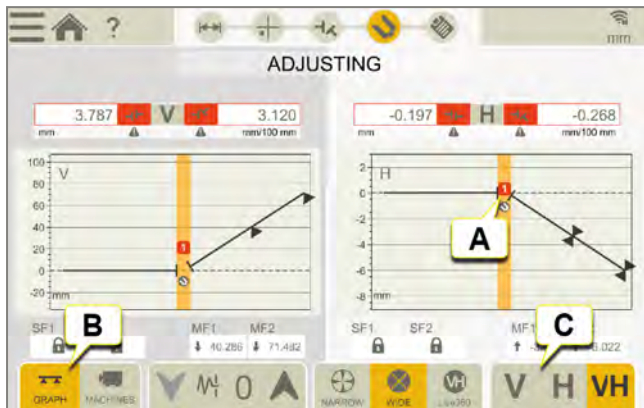 ?
mm
ADJUSTING
3.787 V 3.120
mm mm/100 mm
-0.197 H -0.268
mm mm/100 mm
V
100
80
60
40
20
0
-20
mm
1
H
2
0
-2
-4
-6
-8
mm
1
A
SF1 MF1 MF2
40.286 71.482
SF1 SF2 MF1
B
C
GRAPH MACHINES
0
NARROW WIDE VH Live360
V H VH